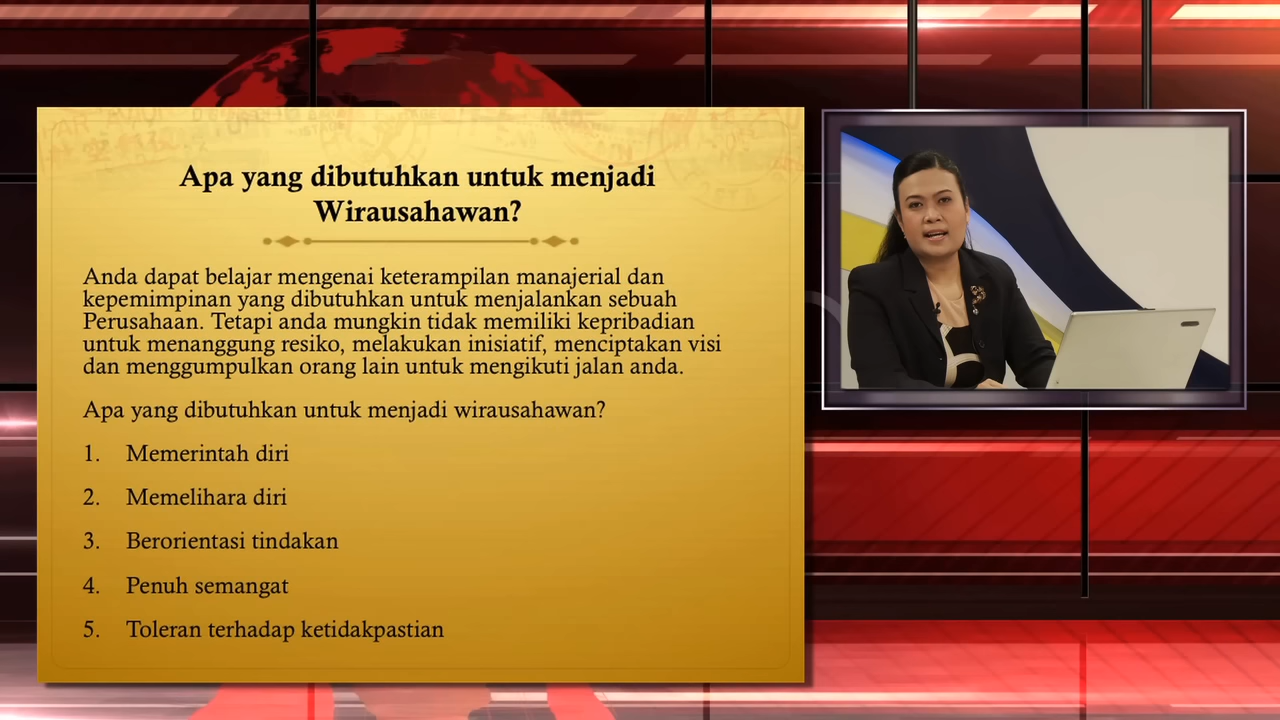 Apa yang dibutuhkan untuk menjadi
Wirausahawan?
Anda dapat belajar mengenai keterampilan manajerial dan
kepemimpinan yang dibutuhkan untuk menjalankan sebuah
Perusahaan. Tetapi anda mungkin tidak memiliki kepribadian
untuk menanggung resiko, melakukan inisiatif, menciptakan visi
dan menggumpulkan orang lain untuk mengikuti jalan anda.
Apa yang dibutuhkan untuk menjadi wirausahawan?
1. Memerintah diri
2. Memelihara diri
3. Berorientasi tindakan
4. Penuh semangat
5. Toleran terhadap ketidakpastian